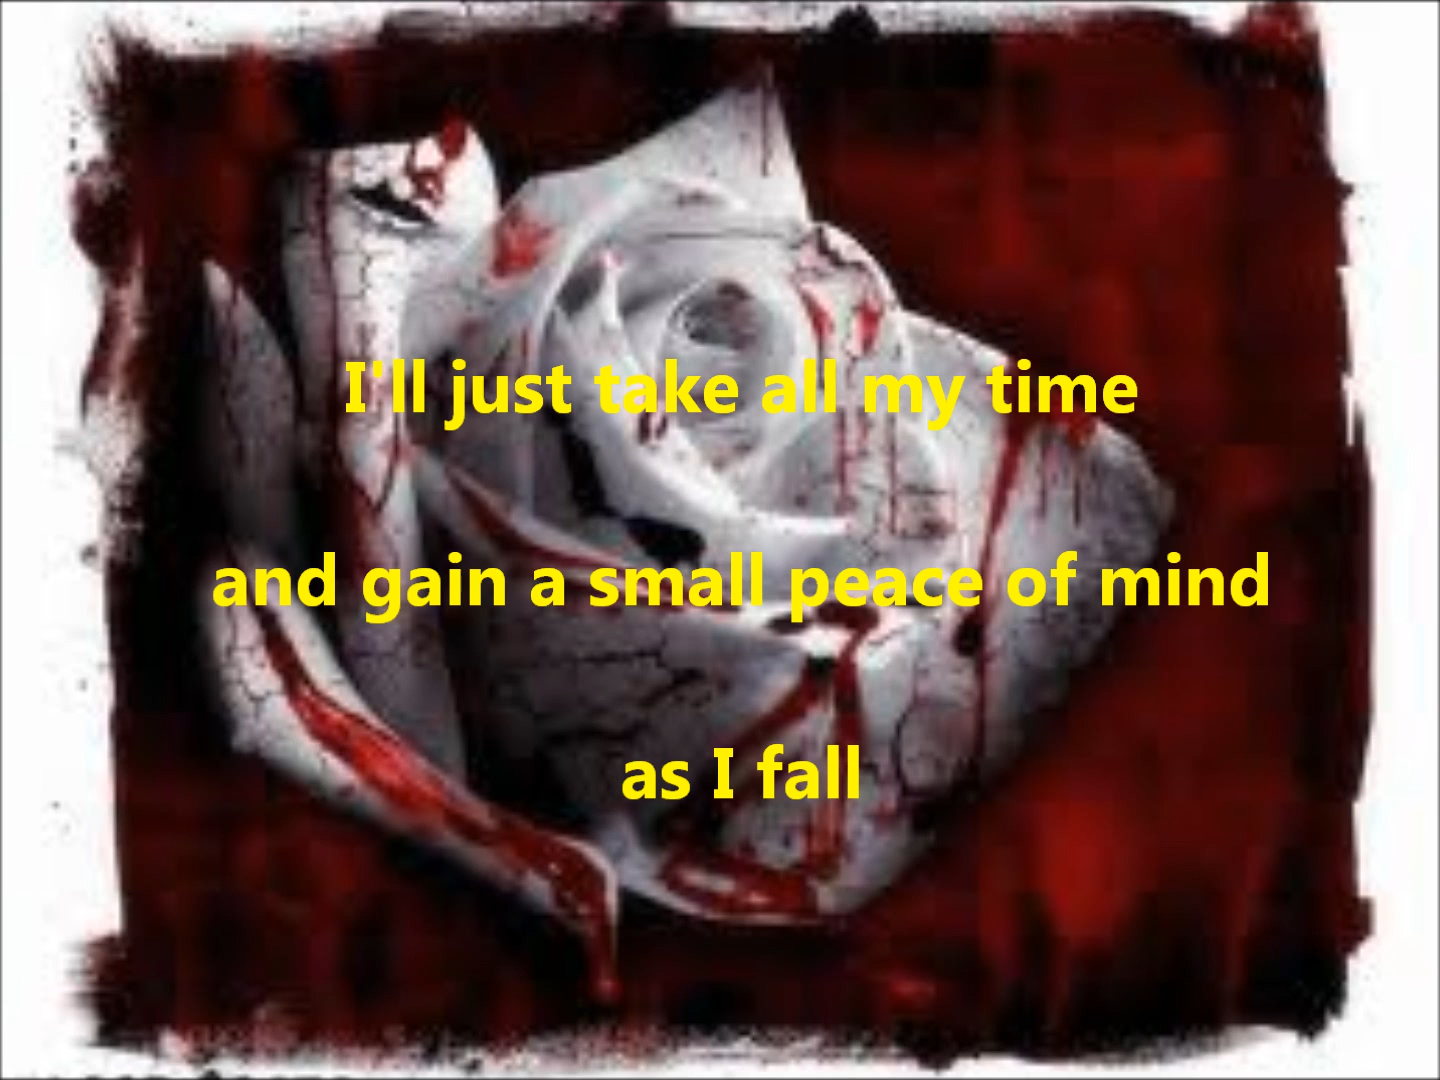 I'll just take all my time
and gain a small peace of mind
as I fall